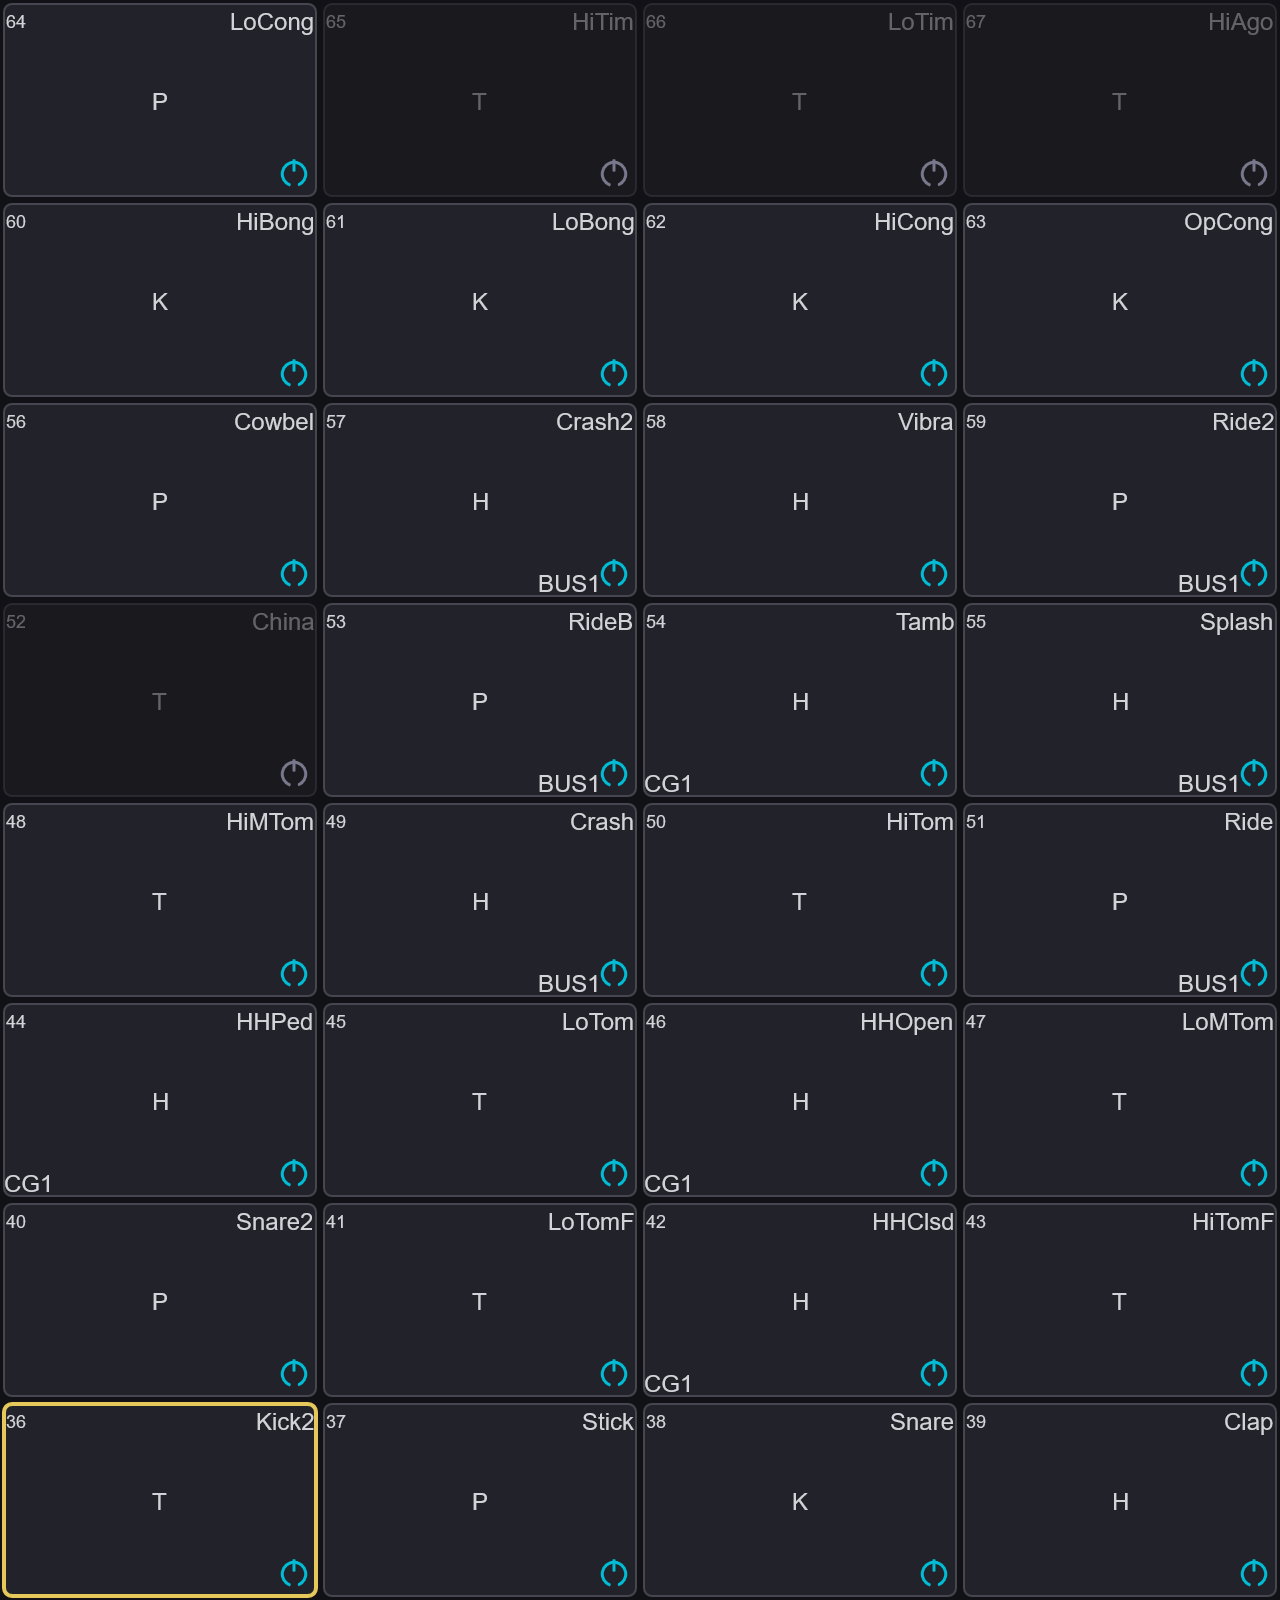 64 LoCong 65 HiTim 66 LoTim 67 HiAgo
P T T T
60 HiBong 61 LoBong 62 HiCong 63 OpCong
K K K K
56 Cowbel 57 Crash2 58 Vibra 59 Ride2
P H H P
BUS1 BUS1
52 China 53 RideB 54 Tamb 55 Splash
T P H H
BUS1 CG1 BUS1
48 HiMTom 49 Crash 50 HiTom 51 Ride
T H T P
BUS1 BUS1
44 HHPed 45 LoTom 46 HHOpen 47 LoMTom
H T H T
CG1 CG1
40 Snare2 41 LoTomF 42 HHClsd 43 HiTomF
P T H T
CG1
36 Kick2 37 Stick 38 Snare 39 Clap
T P K H